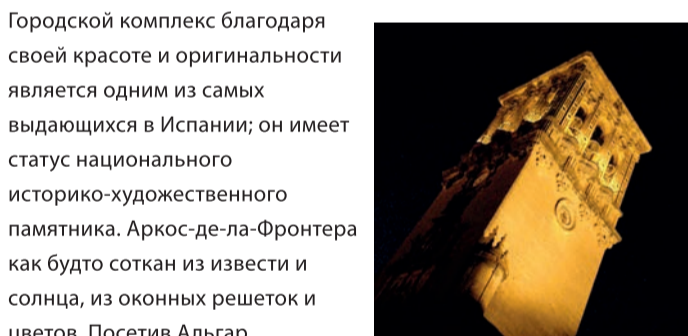 Городской комплекс благодаря
своей красоте и оригинальности
является одним из самых
выдающихся в Испании; он имеет
статус национального
историко-художественного
памятника. Аркос-де-ла-Фронтера
как будто соткан из извести и
солнца, из оконных решеток и
цветов. Посетив Альгар